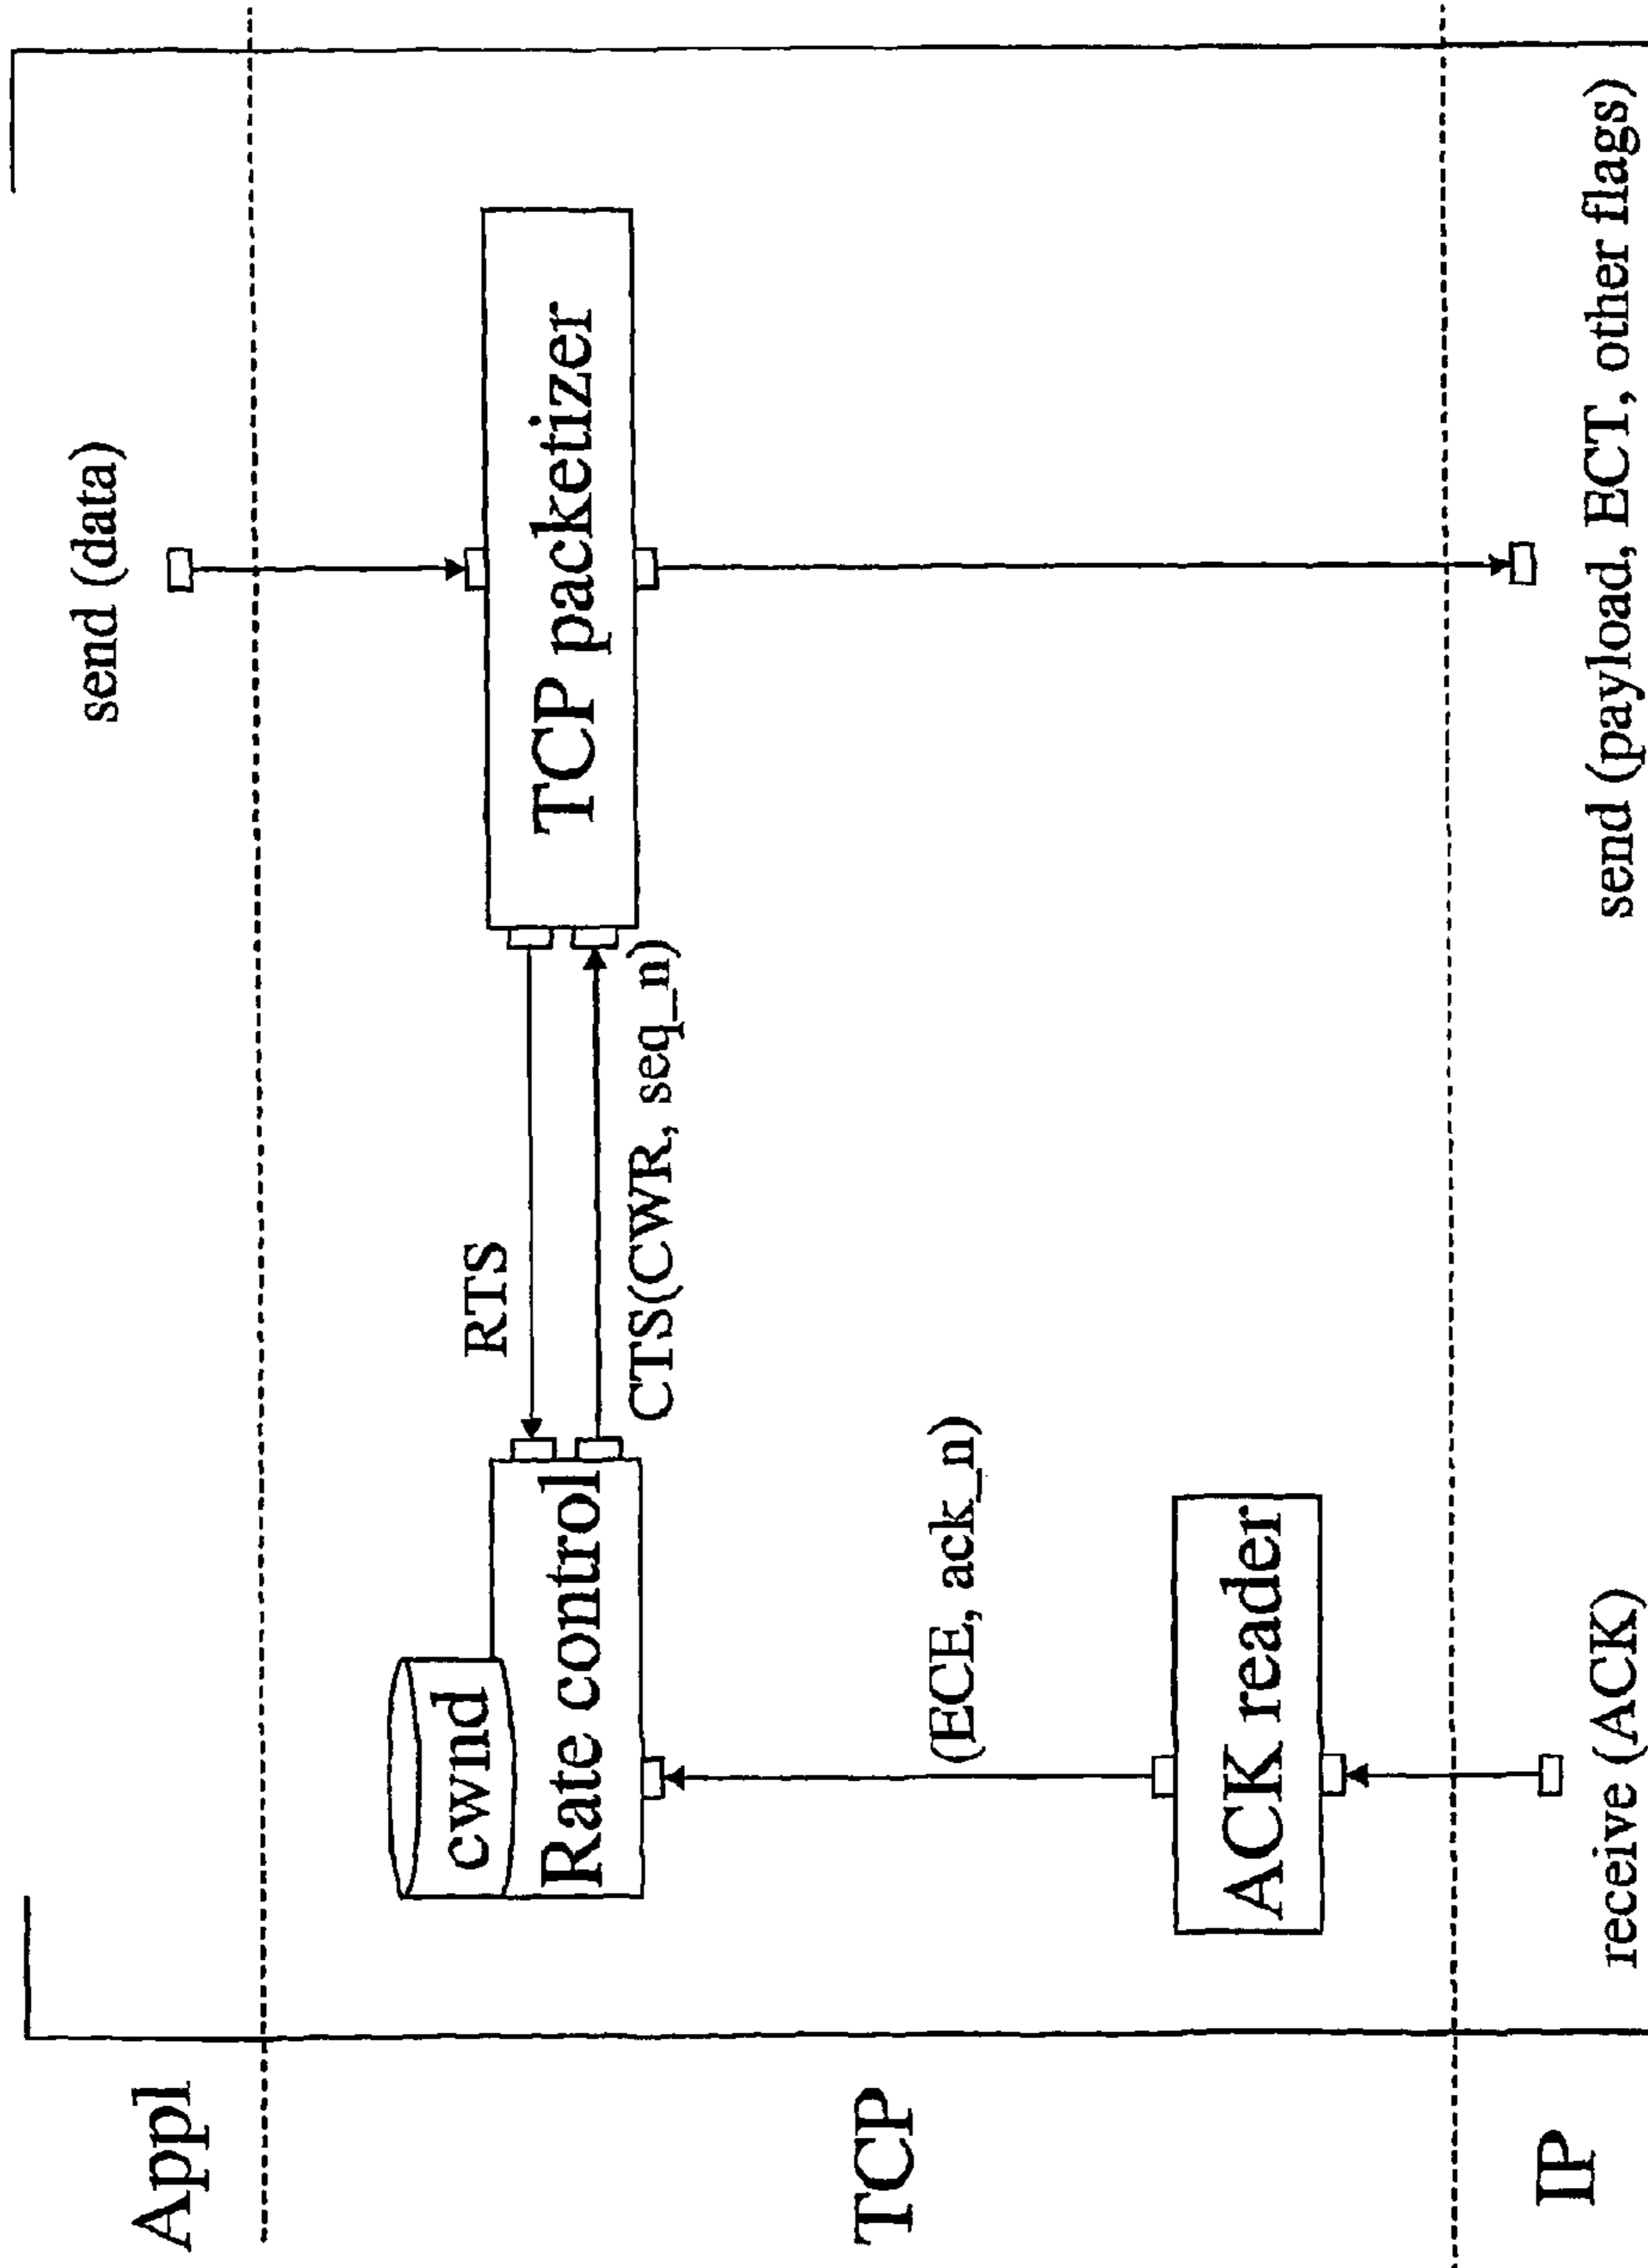 Appl
send (data)
TCP
cwnd
Rate control
RTS
CTS(CWR, seq_n)
TCP packetizer
(ECE, ack_n)
ACK reader
IP
receive (ACK)
send (payload, ECT, other flags)